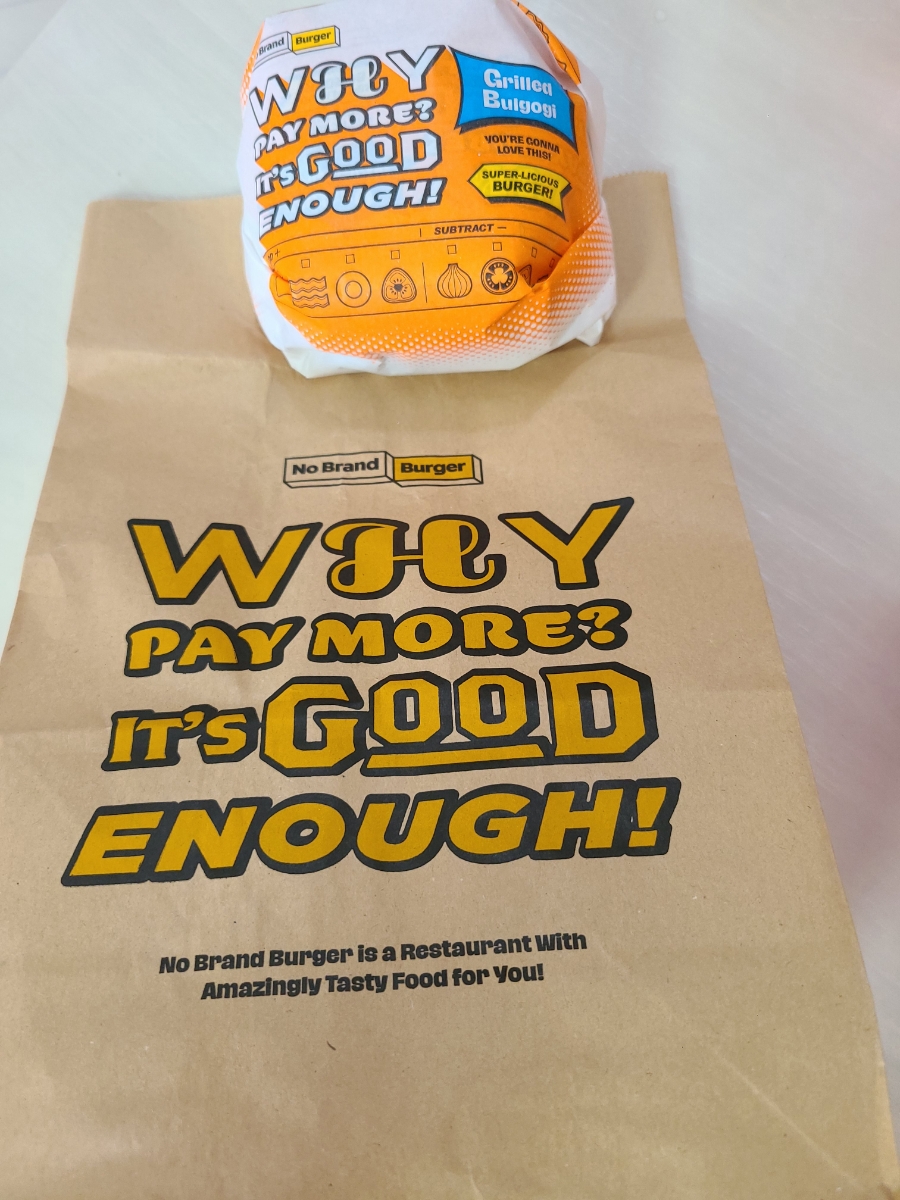 Brand Burger
WHY
PAY MORE?
IT'S GOOD
ENOUGH!
Grilled
Bulgogi
YOU'RE GONNA
LOVE THIS!
SUPER-LICIOUS
BURGER!
SUBTRACT —
No Brand Burger
WHY
PAY MORE?
IT'S GOOD
ENOUGH!
No Brand Burger is a Restaurant With
Amazingly Tasty Food for You!